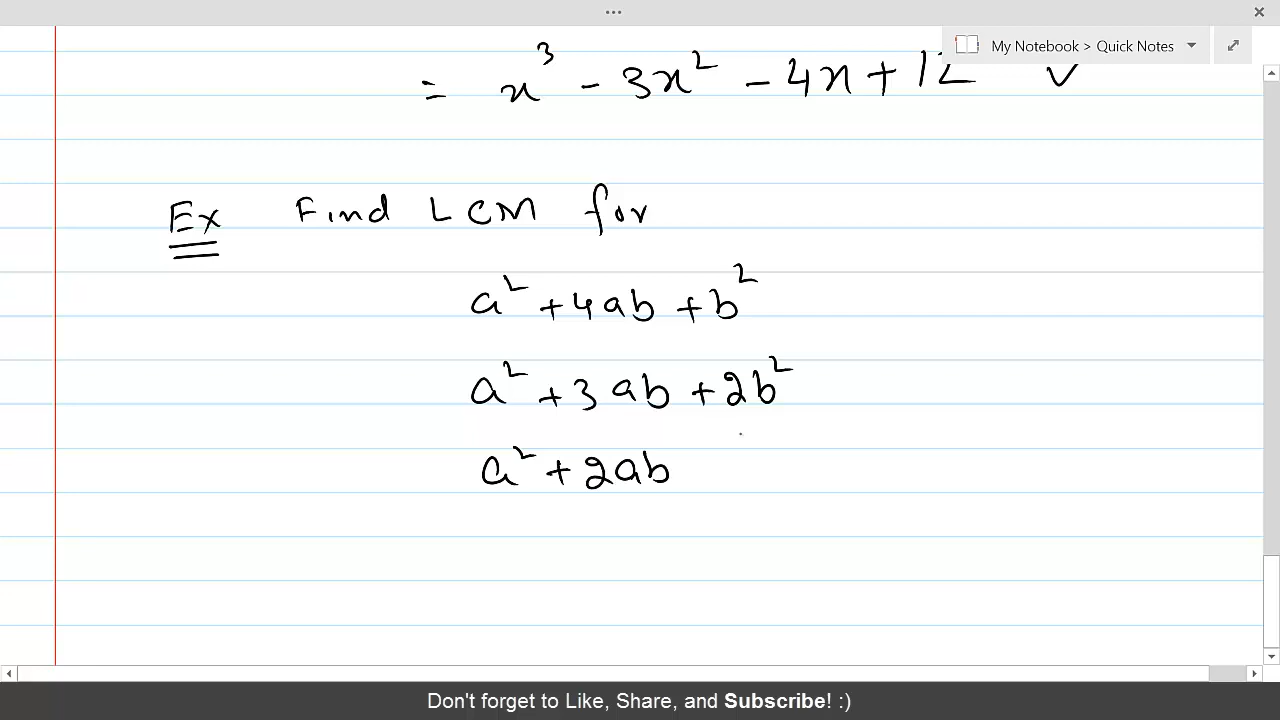 My Notebook > Quick Notes
= x³ - 3x² - 4x + 12 ✓
Ex Find LCM for
a² + 4ab + b²
a² + 3ab + 2b²
a² + 2ab
Don't forget to Like, Share, and Subscribe! :)